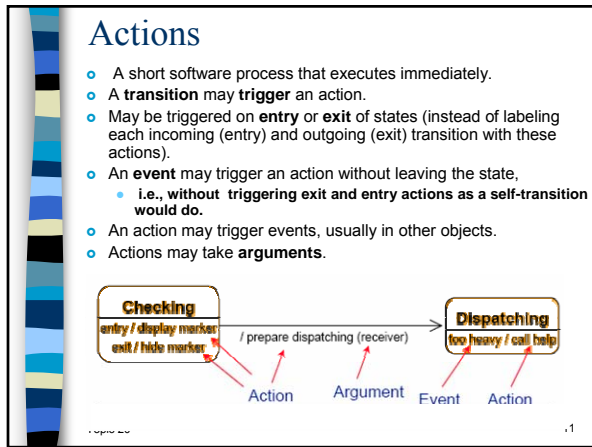 Actions
A short software process that executes immediately.
A transition may trigger an action.
May be triggered on entry or exit of states (instead of labeling
each incoming (entry) and outgoing (exit) transition with these
actions).
An event may trigger an action without leaving the state,
i.e., without triggering exit and entry actions as a self-transition
would do.
An action may trigger events, usually in other objects.
Actions may take arguments.
Checking
entry / display marker
exit / hide marker
/ prepare dispatching (receiver)
Dispatching
too heavy / call help
Action
Argument
Event
Action